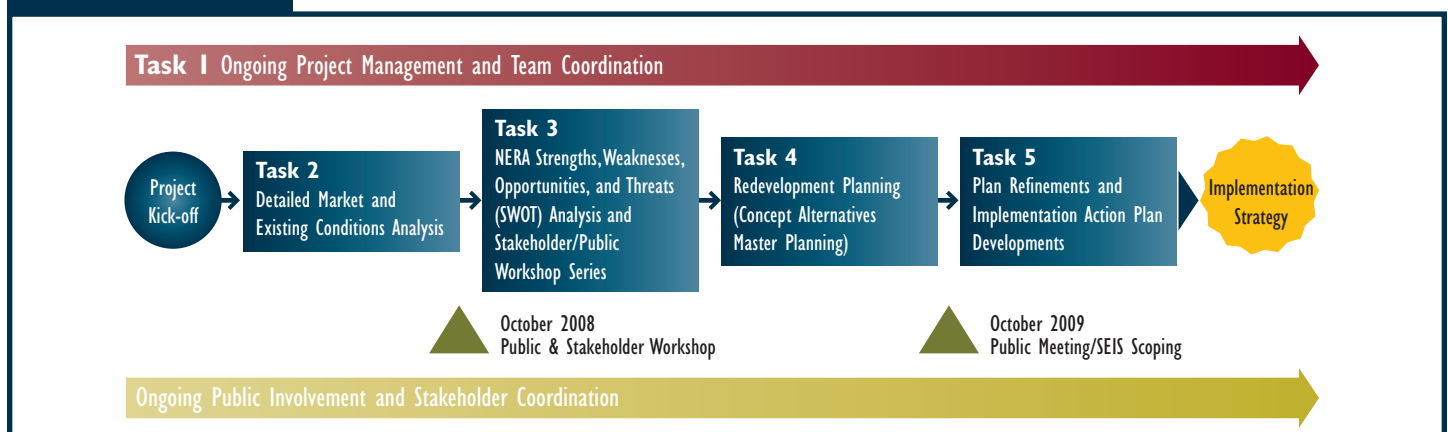 Task 1 Ongoing Project Management and Team Coordination
Project
Kick-off
Task 2
Detailed Market and
Existing Conditions Analysis
Task 3
NERA Strengths, Weaknesses,
Opportunities, and Threats
(SWOT) Analysis and
Stakeholder/Public
Workshop Series
Task 4
Redevelopment Planning
(Concept Alternatives
Master Planning)
Task 5
Plan Refinements and
Implementation Action Plan
Developments
Implementation
Strategy
October 2008
Public & Stakeholder Workshop
October 2009
Public Meeting/SEIS Scoping
Ongoing Public Involvement and Stakeholder Coordination